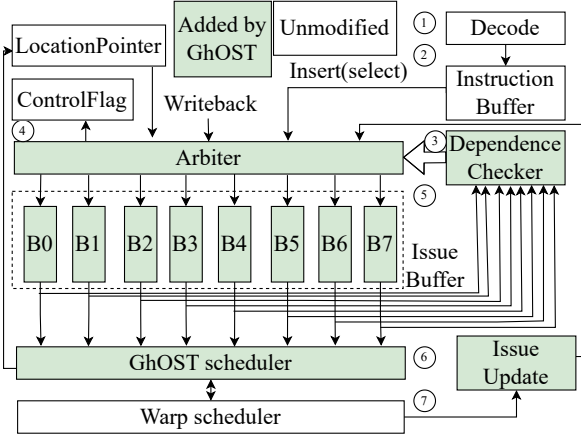 LocationPointer
Added by
GhOST
Unmodified
1
Decode
2
Insert(select)
Instruction
Buffer
ControlFlag
Writeback
4
3
Arbiter
Dependence
Checker
5
B0 B1 B2 B3 B4 B5 B6 B7
Issue
Buffer
GhOST scheduler
6
Issue
Update
7
Warp scheduler